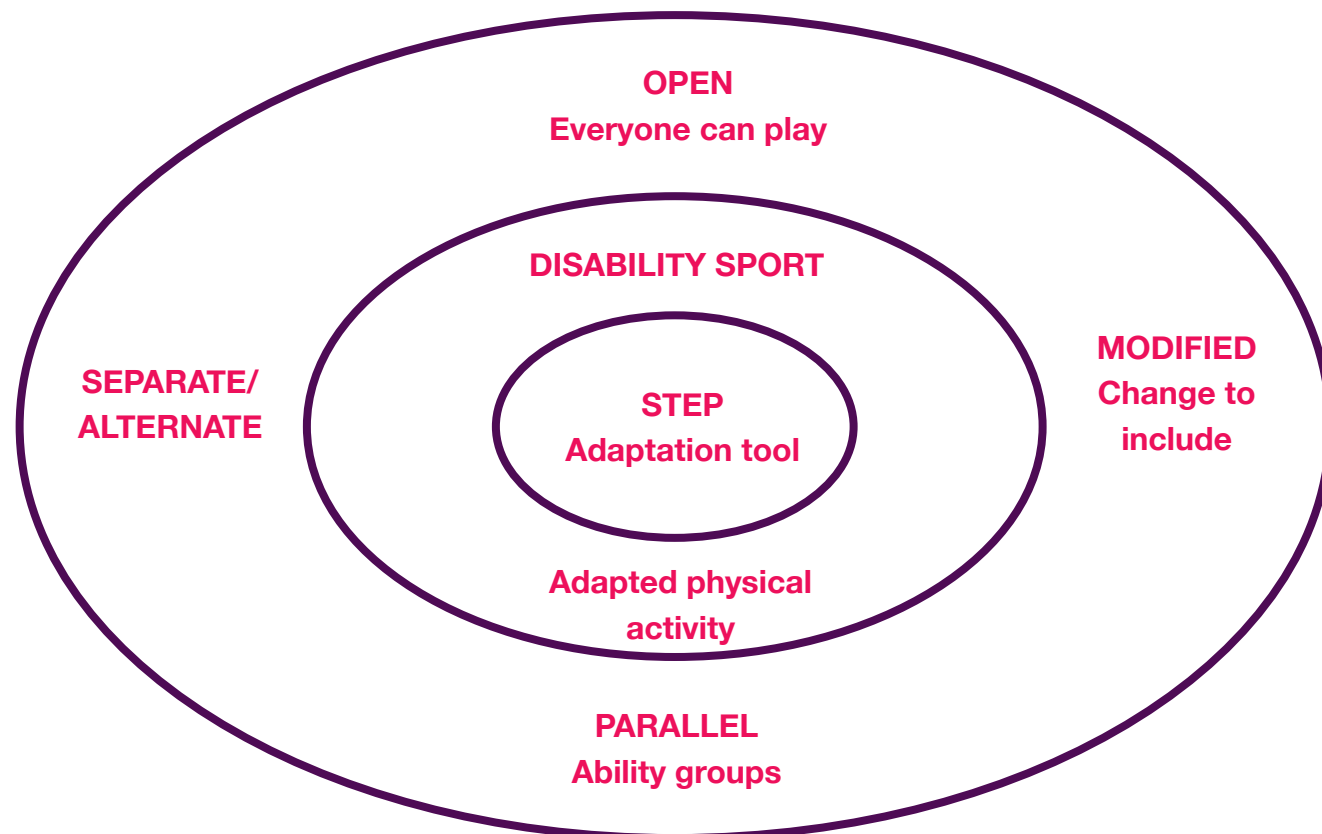 OPEN
Everyone can play
DISABILITY SPORT
SEPARATE/
ALTERNATE
STEP
Adaptation tool
MODIFIED
Change to
include
Adapted physical
activity
PARALLEL
Ability groups